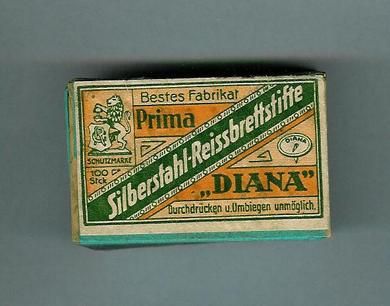 Bestes Fabrikat
Prima
SCHUTZMARKE
100
Stck
Silberstahl-Reissbrettstifte
DIANA
„DIANA"
Durchdrücken u. Umbiegen unmöglich.